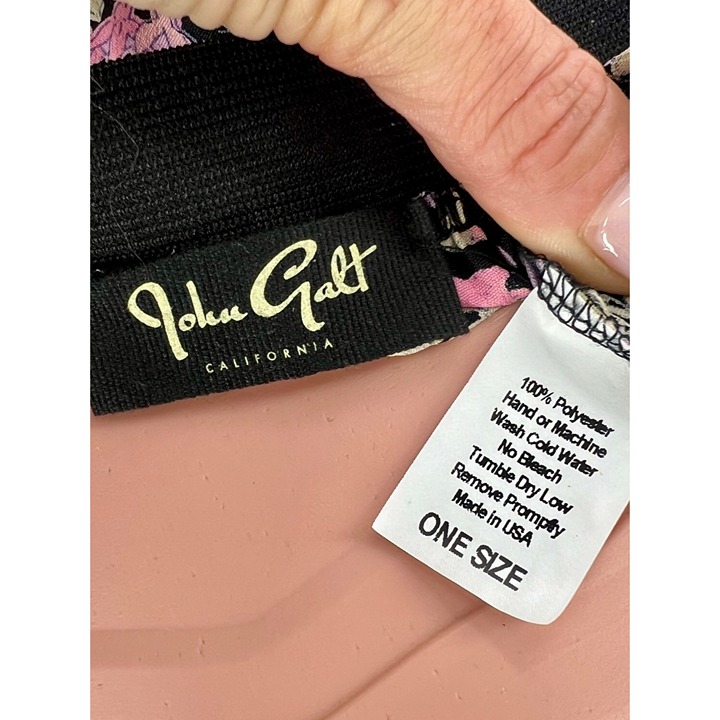 John Galt
CALIFORNIA
100% Polyester
Hand or Machine
Wash Cold Water
No Bleach
Tumble Dry Low
Remove Promptly
Made in USA
ONE SIZE